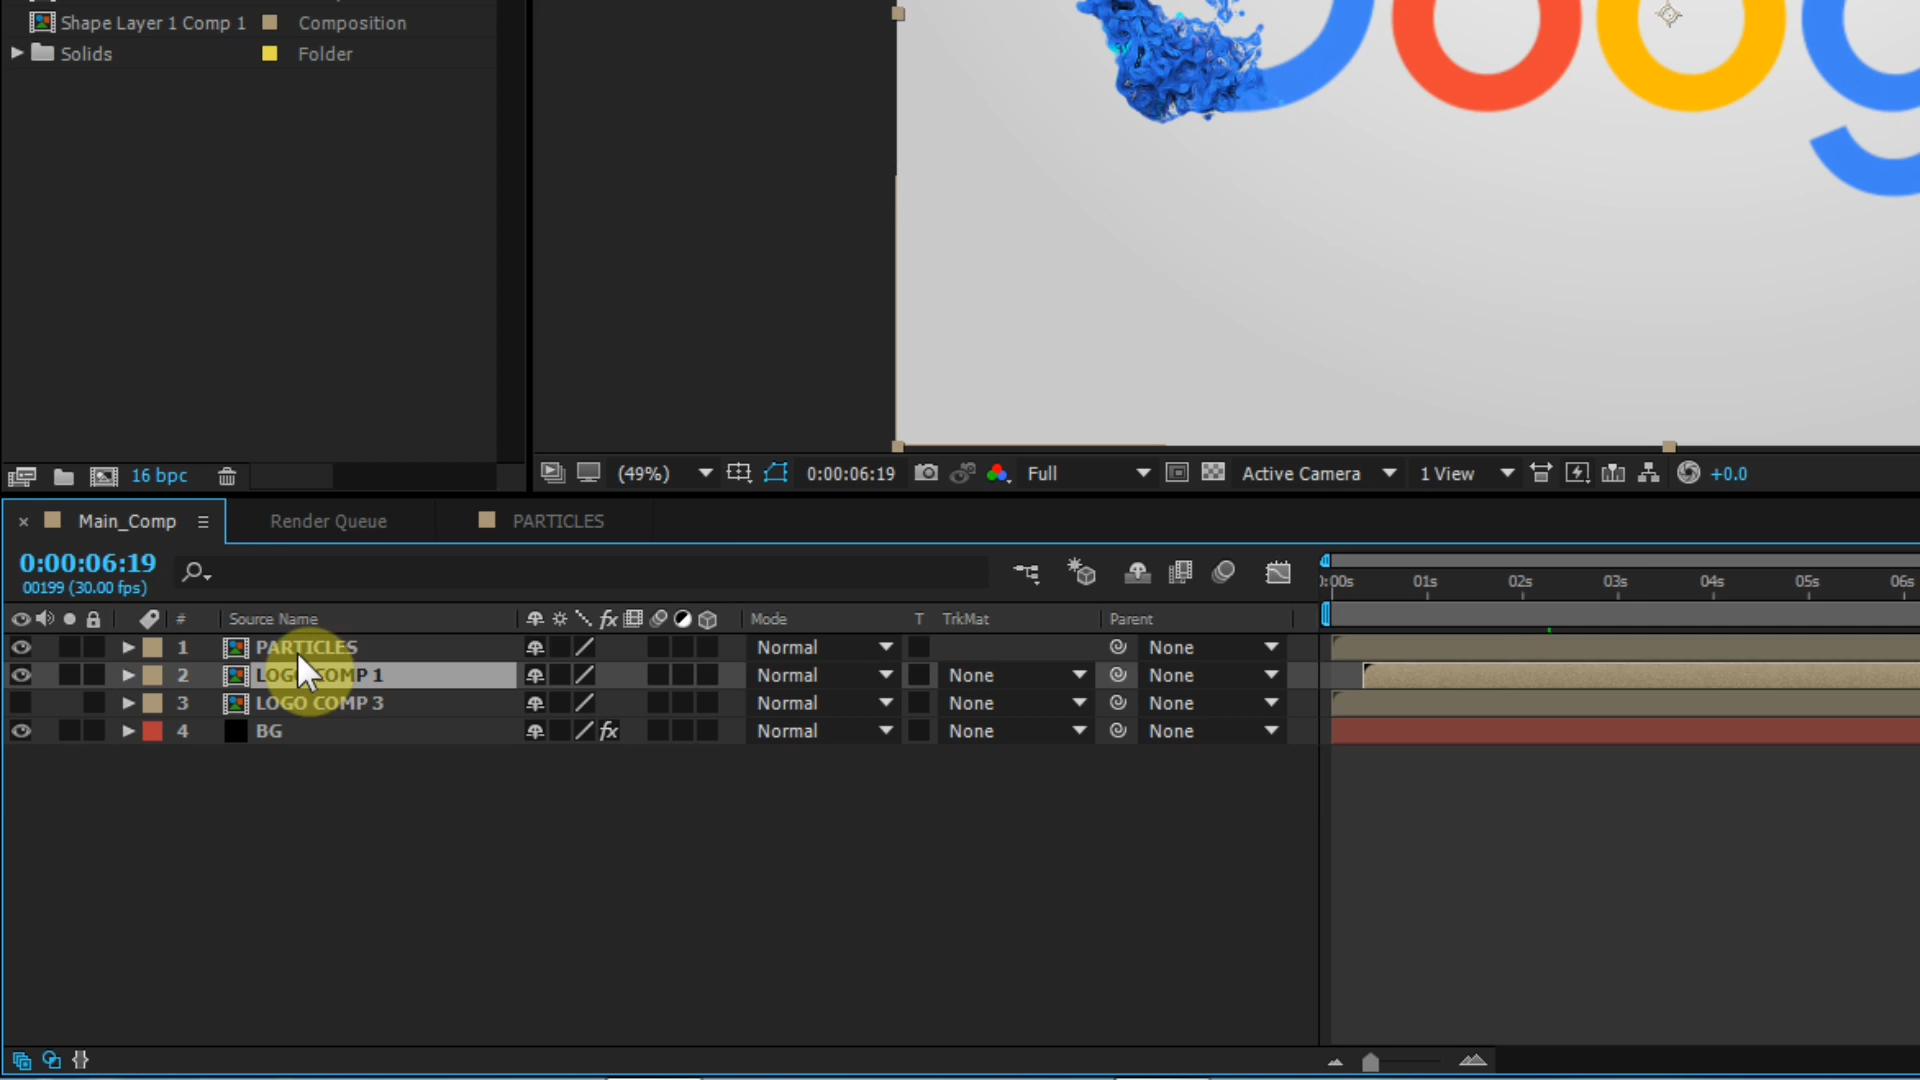 Shape Layer 1 Comp 1 Composition
Solids Folder
16 bpc
(49%) 0:00:06:19 Full Active Camera 1 View +0.0
× Main_Comp Render Queue PARTICLES
0:00:06:19
00199 (30.00 fps)
0:00s 01s 02s 03s 04s 05s 06s
# Source Name fx Mode T TrkMat Parent
1 PARTICLES Normal None
2 LOGO COMP 1 Normal None None
3 LOGO COMP 3 Normal None None
4 BG fx Normal None None